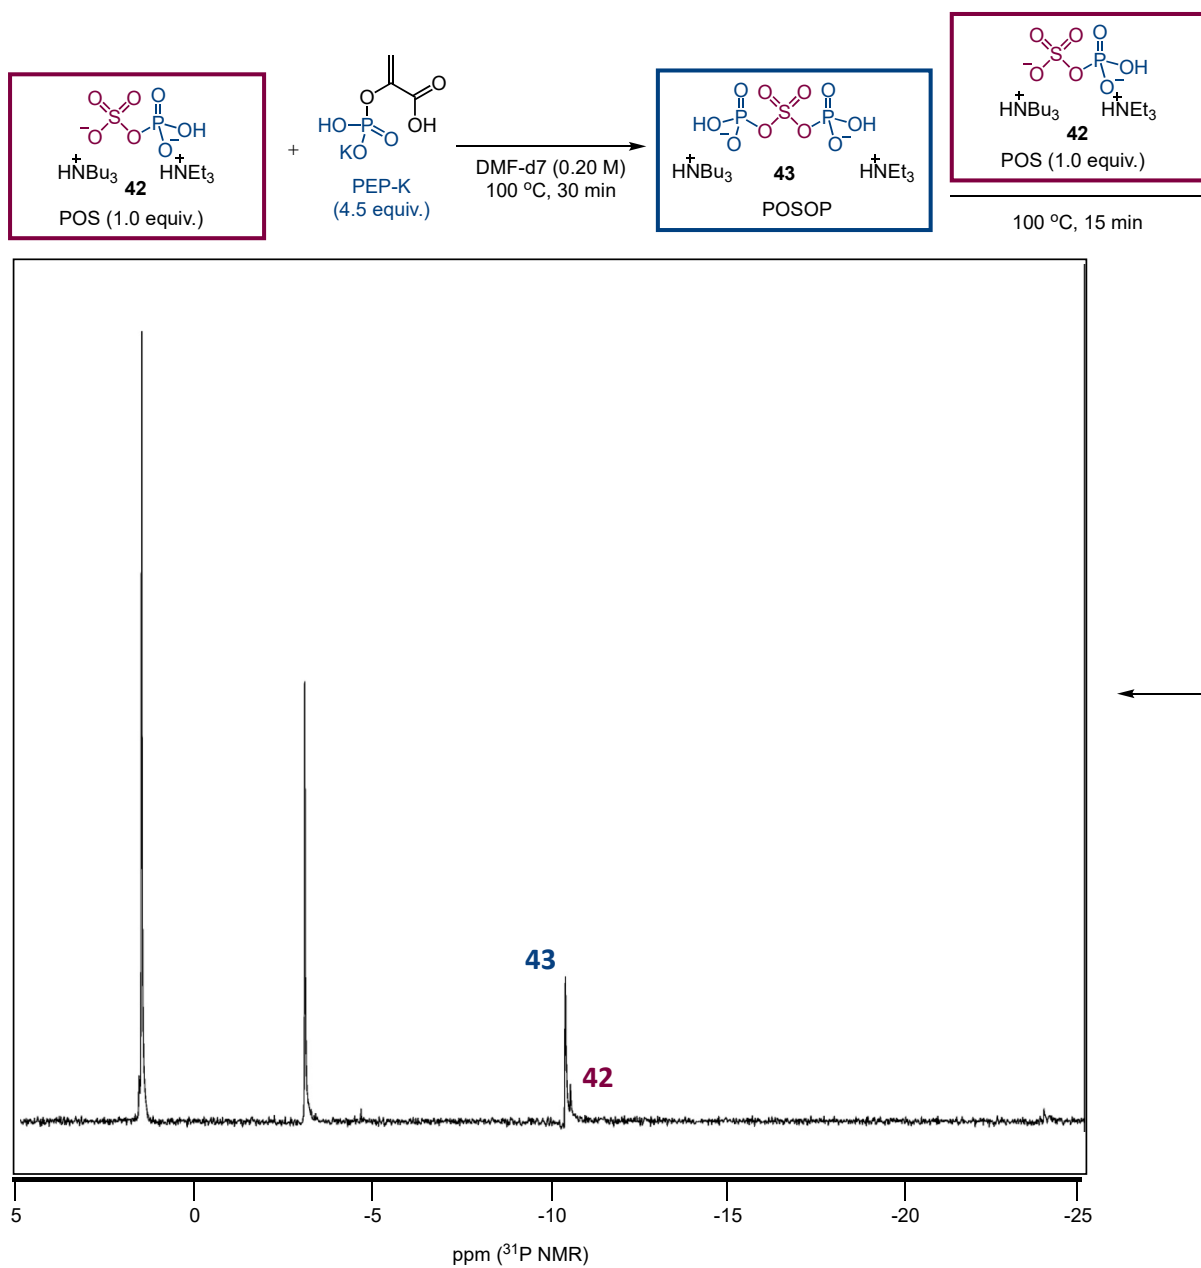 O O
S
-O O
O
P
OH
O-
+
HNBu3
42
+
HNEt3
POS (1.0 equiv.)
+
O
O
OH
HO P O
KO
PEP-K
(4.5 equiv.)
DMF-d7 (0.20 M)
100 °C, 30 min
O O O O
HO P S P OH
O- O O O-
+
HNBu3
43
+
HNEt3
POSOP
O O O
S P OH
-O O O-
+
HNBu3
+
HNEt3
42
POS (1.0 equiv.)
100 °C, 15 min
43
42
5 0 -5 -10 -15 -20 -25
ppm (31P NMR)